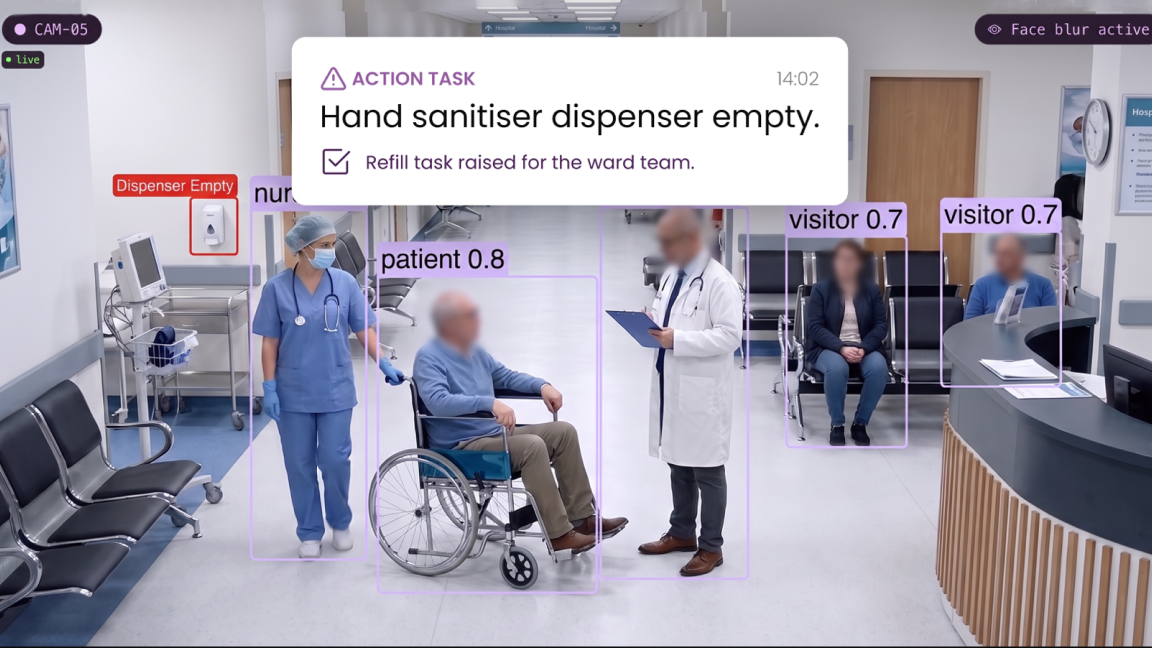 CAM-05
live
Face blur active
Hospital
Hospital
ACTION TASK
14:02
Hand sanitiser dispenser empty.
Refill task raised for the ward team.
Dispenser Empty
patient 0.8
visitor 0.7
visitor 0.7